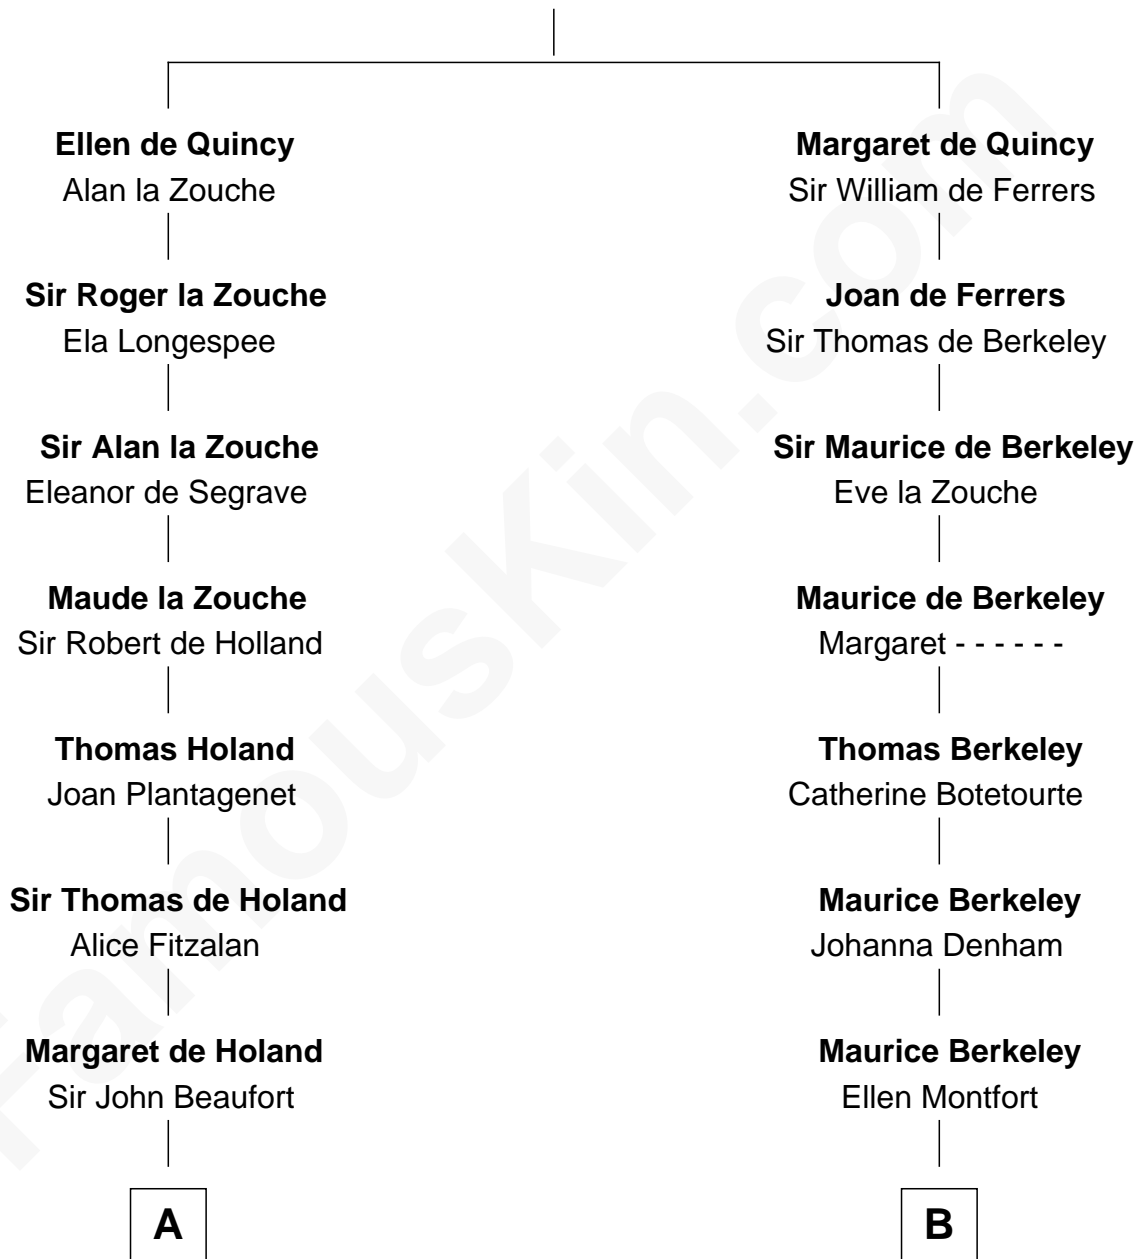 Ellen de Quincy
Alan la Zouche
Sir Roger la Zouche
Ela Longespee
Sir Alan la Zouche
Eleanor de Segrave
Maude la Zouche
Sir Robert de Holland
Thomas Holand
Joan Plantagenet
Sir Thomas de Holand
Alice Fitzalan
Margaret de Holand
Sir John Beaufort
A
Margaret de Quincy
Sir William de Ferrers
Joan de Ferrers
Sir Thomas de Berkeley
Sir Maurice de Berkeley
Eve la Zouche
Maurice de Berkeley
Margaret - - - - - -
Thomas Berkeley
Catherine Botetourte
Maurice Berkeley
Johanna Denham
Maurice Berkeley
Ellen Montfort
B
FamousKin.com